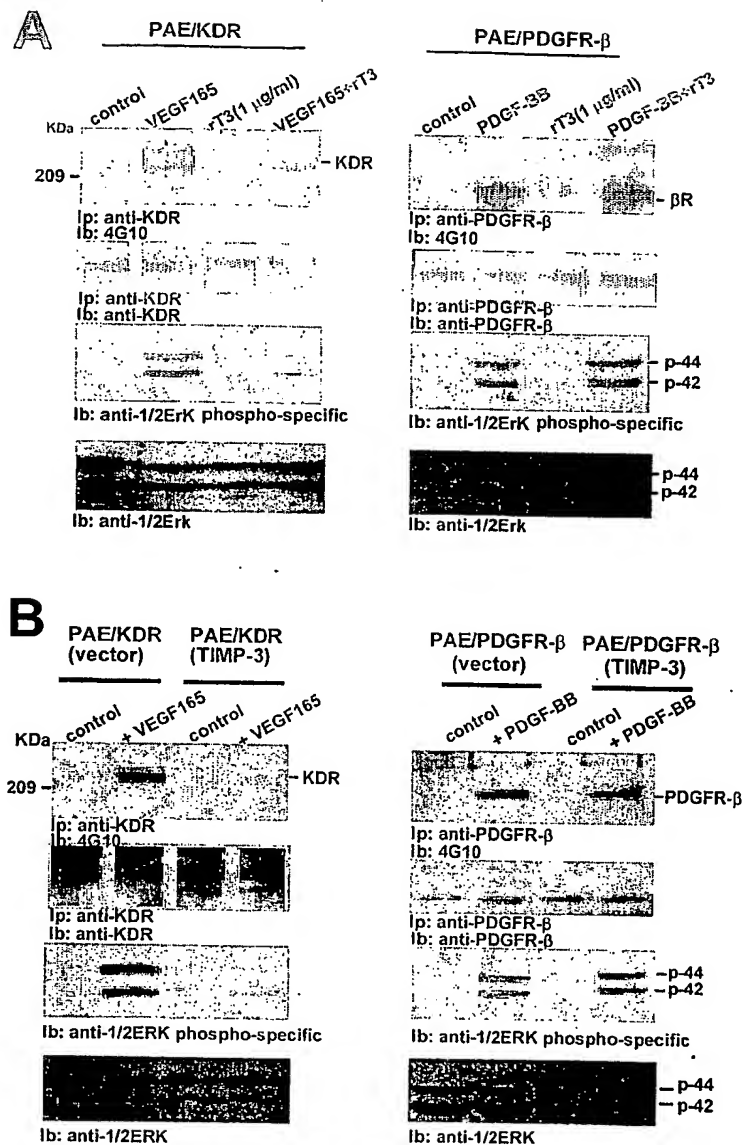 A
PAE/KDR
control
VEGF165
rT3(1 µg/ml)
VEGF165+rT3
KDa
209
KDR
Ip: anti-KDR
Ib: 4G10
Ip: anti-KDR
Ib: anti-KDR
Ib: anti-1/2ErK phospho-specific
Ib: anti-1/2Erk
PAE/PDGFR-β
control
PDGF-BB
rT3(1 µg/ml)
PDGF-BB+rT3
βR
Ip: anti-PDGFR-β
Ib: 4G10
Ip: anti-PDGFR-β
Ib: anti-PDGFR-β
p-44
p-42
Ib: anti-1/2ErK phospho-specific
p-44
p-42
Ib: anti-1/2Erk
B
PAE/KDR
(vector)
PAE/KDR
(TIMP-3)
control
+ VEGF165
control
+ VEGF165
KDa
209
KDR
Ip: anti-KDR
Ib: 4G10
Ip: anti-KDR
Ib: anti-KDR
Ib: anti-1/2ERK phospho-specific
Ib: anti-1/2ERK
PAE/PDGFR-β
(vector)
PAE/PDGFR-β
(TIMP-3)
control
+ PDGF-BB
control
+ PDGF-BB
PDGFR-β
Ip: anti-PDGFR-β
Ib: 4G10
Ip: anti-PDGFR-β
Ib: anti-PDGFR-β
p-44
p-42
Ib: anti-1/2ERK phospho-specific
p-44
p-42
Ib: anti-1/2ERK